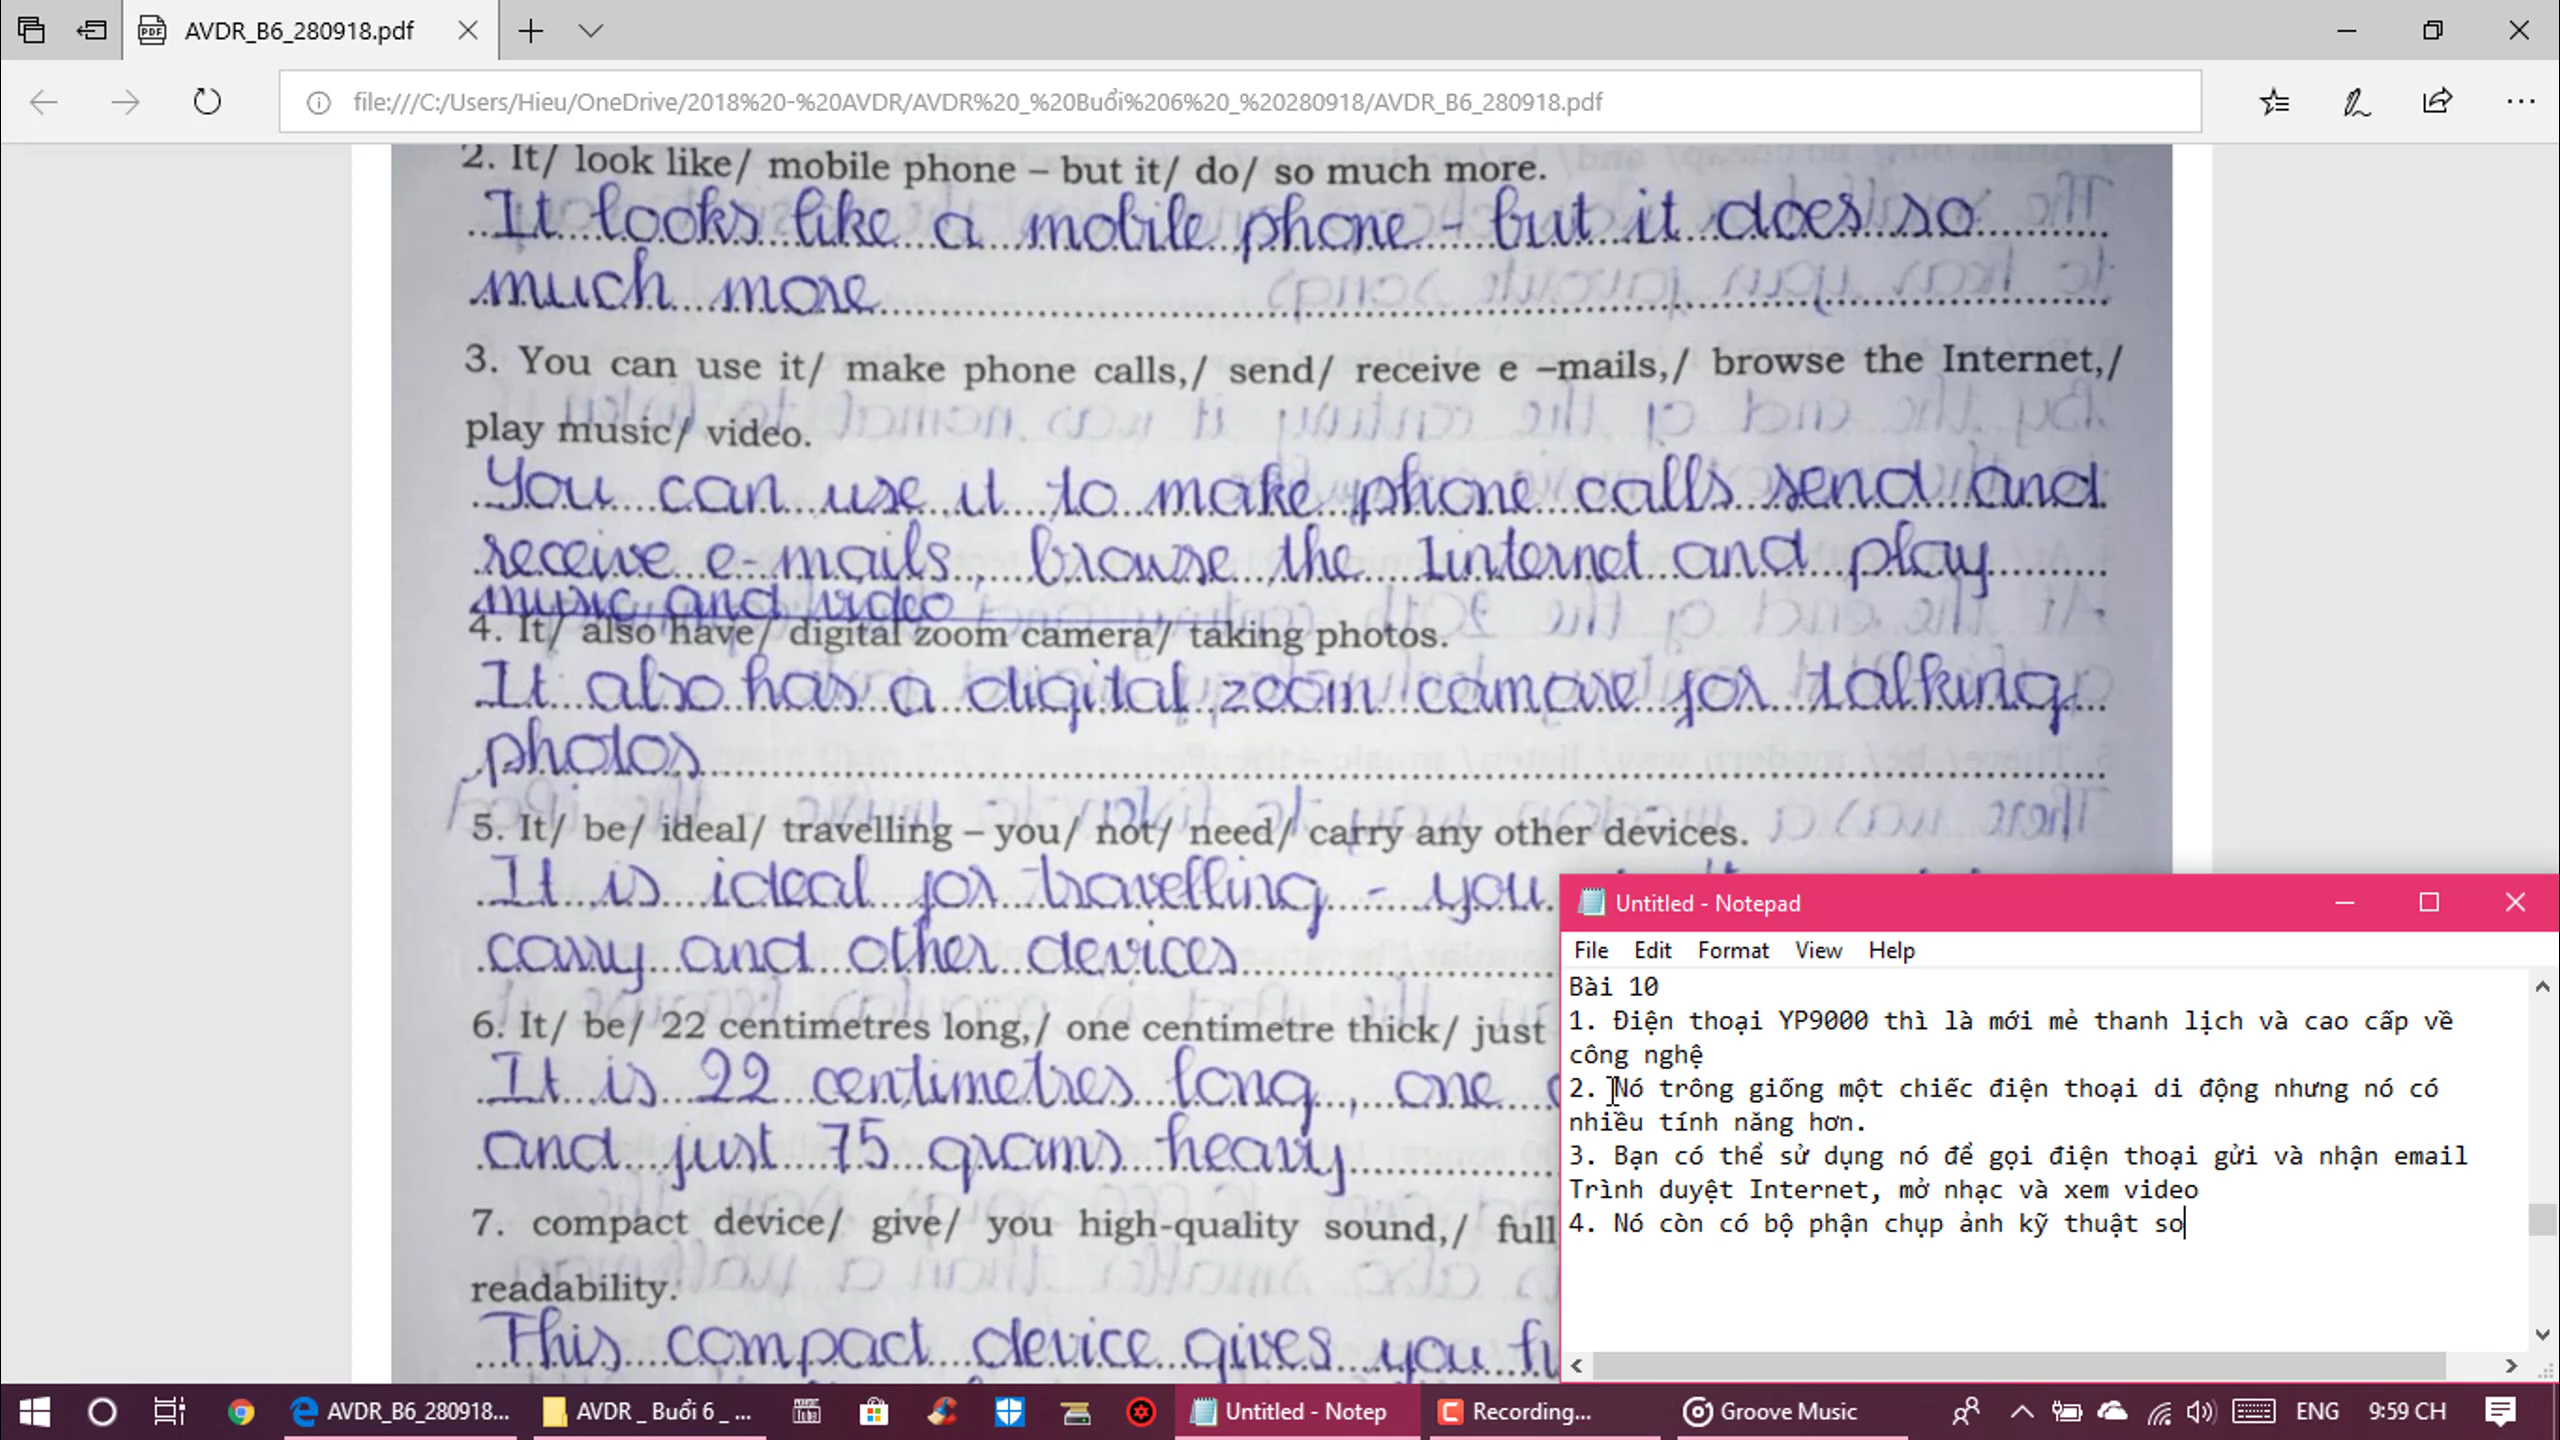 AVDR_B6_280918.pdf
file:///C:/Users/Hieu/OneDrive/2018%20-%20AVDR/AVDR%20_%20Buổi%206%20_%20280918/AVDR_B6_280918.pdf
2. It/ look like/ mobile phone – but it/ do/ so much more.
It looks like a mobile phone - but it does so
much more
3. You can use it/ make phone calls,/ send/ receive e –mails,/ browse the Internet,/
play music/ video.
You can use it to make phone calls send and
receive e-mails, browse the Iinternet and play
music and video
4. It/ also have/ digital zoom camera/ taking photos.
It also has a digital zoom camare for talking
photos
5. It/ be/ ideal/ travelling – you/ not/ need/ carry any other devices.
It is ideal for travelling - you
carry and other devices
6. It/ be/ 22 centimetres long,/ one centimetre thick/ just
It is 22 centimetres long, one
and just 75 grams heavy
7. compact device/ give/ you high-quality sound,/ full
readability.
This compact device gives you
Untitled - Notepad
File Edit Format View Help
Bài 10
1. Điện thoại YP9000 thì là mới mẻ thanh lịch và cao cấp về
công nghệ
2. Nó trông giống một chiếc điện thoại di động nhưng nó có
nhiều tính năng hơn.
3. Bạn có thể sử dụng nó để gọi điện thoại gửi và nhận email
Trình duyệt Internet, mở nhạc và xem video
4. Nó còn có bộ phận chụp ảnh kỹ thuật so
AVDR_B6_280918... AVDR _ Buổi 6 _ ... Untitled - Notep Recording... Groove Music ENG 9:59 CH